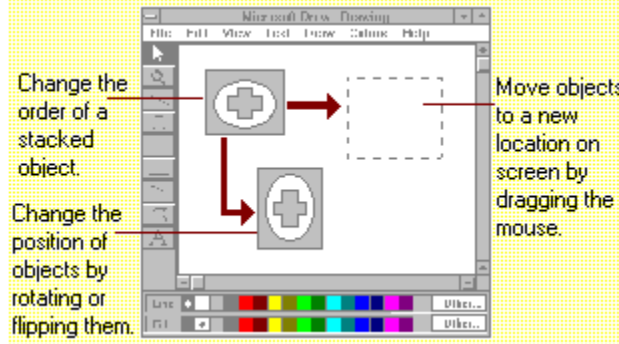 Microsoft Draw - Drawing
File Edit View Text Draw Colors Help
Change the
order of a
stacked
object.
Change the
position of
objects by
rotating or
flipping them.
Move objects
to a new
location on
screen by
dragging the
mouse.
A
Line Other...
Fill Other...